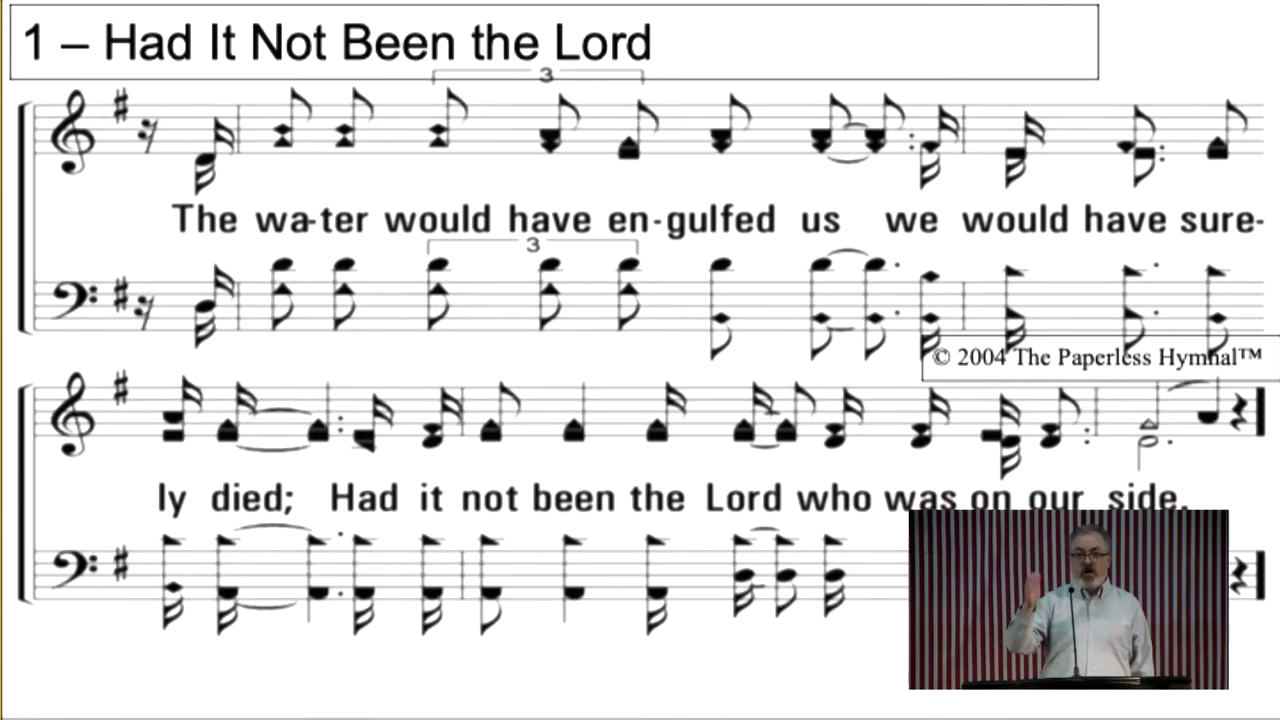 1 – Had It Not Been the Lord
3
The wa-ter would have en-gulfed us we would have sure-
3
© 2004 The Paperless Hymnal™
ly died; Had it not been the Lord who was on our side.